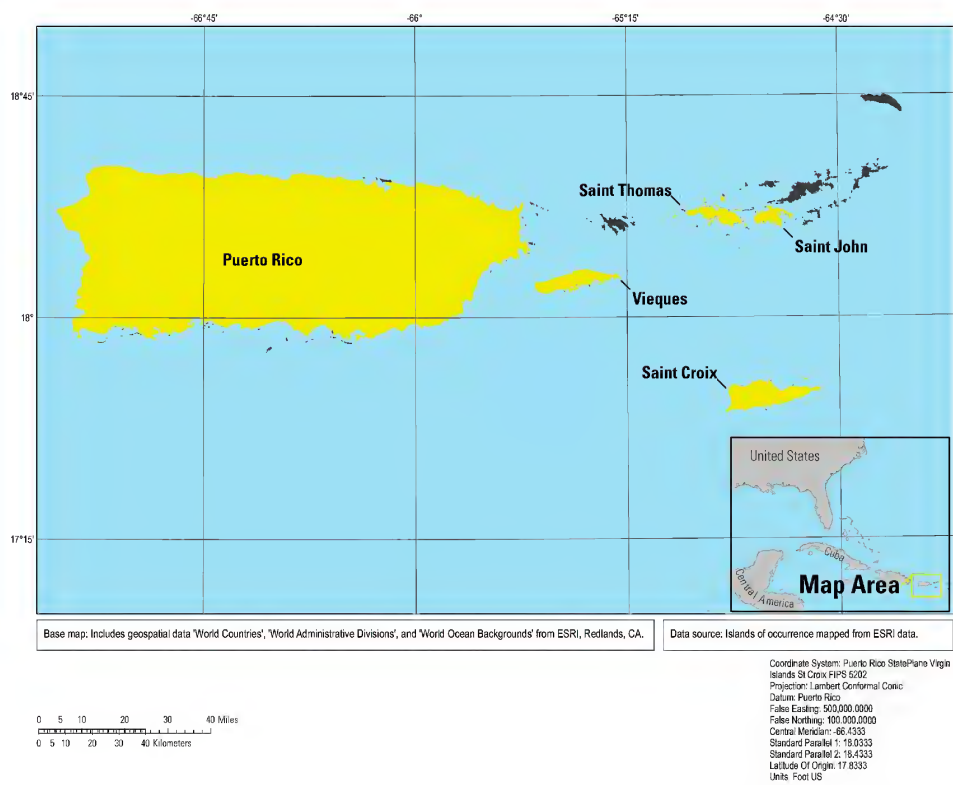 -66°45' -66° -65°15' -64°30'
18°45'
Saint Thomas
Saint John
Puerto Rico
Vieques
18°
Saint Croix
United States
17°15'
Cuba
Central America
Map Area
Base map: Includes geospatial data 'World Countries', 'World Administrative Divisions', and 'World Ocean Backgrounds' from ESRI, Redlands, CA.
Data source: Islands of occurrence mapped from ESRI data.
Coordinate System: Puerto Rico StatePlane Virgin
Islands St Croix FIPS 5202
Projection: Lambert Conformal Conic
Datum: Puerto Rico
False Easting: 500,000.0000
False Northing: 100,000.0000
Central Meridian: -66.4333
Standard Parallel 1: 18.0333
Standard Parallel 2: 18.4333
Latitude Of Origin: 17.8333
Units: Foot US
0 5 10 20 30 40 Miles
0 5 10 20 30 40 Kilometers